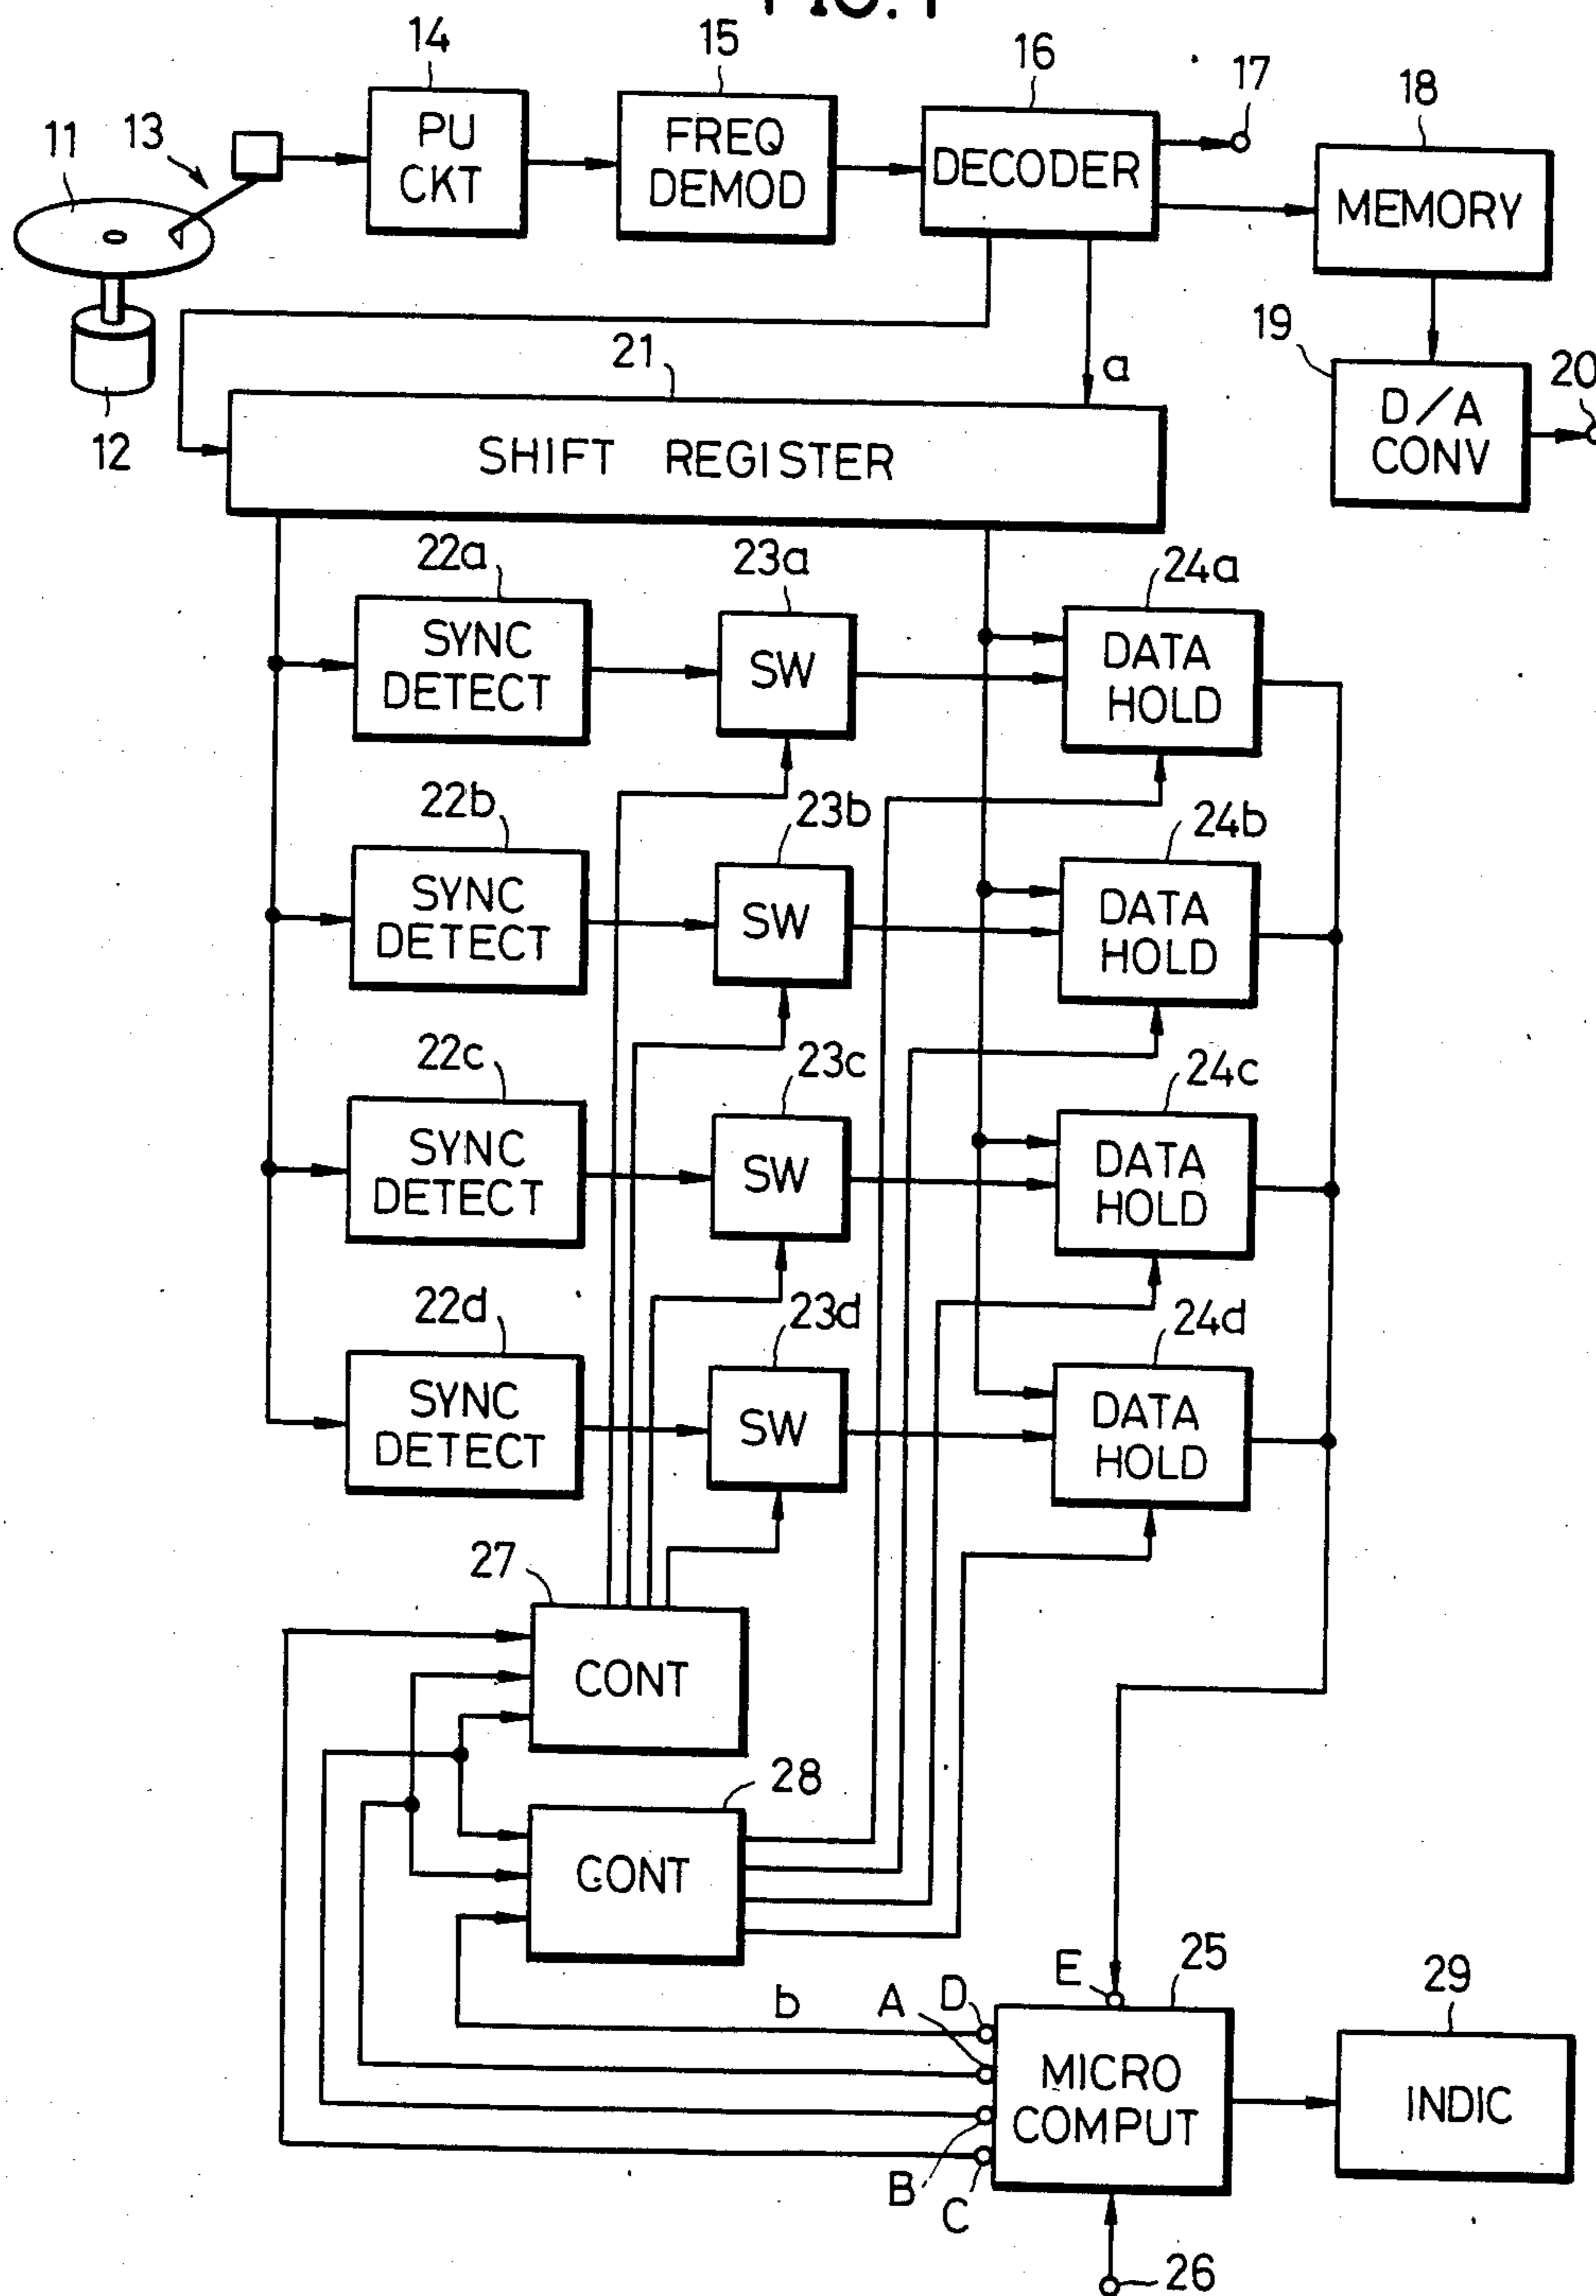 FIG. 1
14
15
16
17
18
11
13
PU
CKT
FREQ
DEMOD
DECODER
MEMORY
12
21
a
19
20
D/A
CONV
SHIFT REGISTER
22a
23a
24a
SYNC
DETECT
SW
DATA
HOLD
22b
23b
24b
SYNC
DETECT
SW
DATA
HOLD
22c
23c
24c
SYNC
DETECT
SW
DATA
HOLD
22d
23d
24d
SYNC
DETECT
SW
DATA
HOLD
27
CONT
28
CONT
b
A
D
E
25
29
MICRO
COMPUT
INDIC
B
C
26